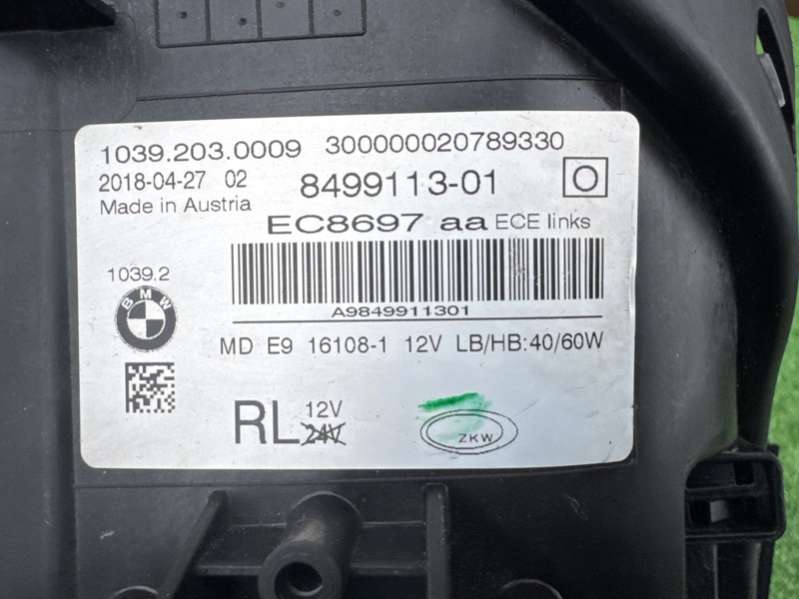 1039.203.0009 300000020789330
2018-04-27 02 8499113-01 O
Made in Austria
EC8697 aa ECE links
1039.2
BMW
A9849911301
MD E9 16108-1 12V LB/HB:40/60W
RL 12V
24V
ZKW